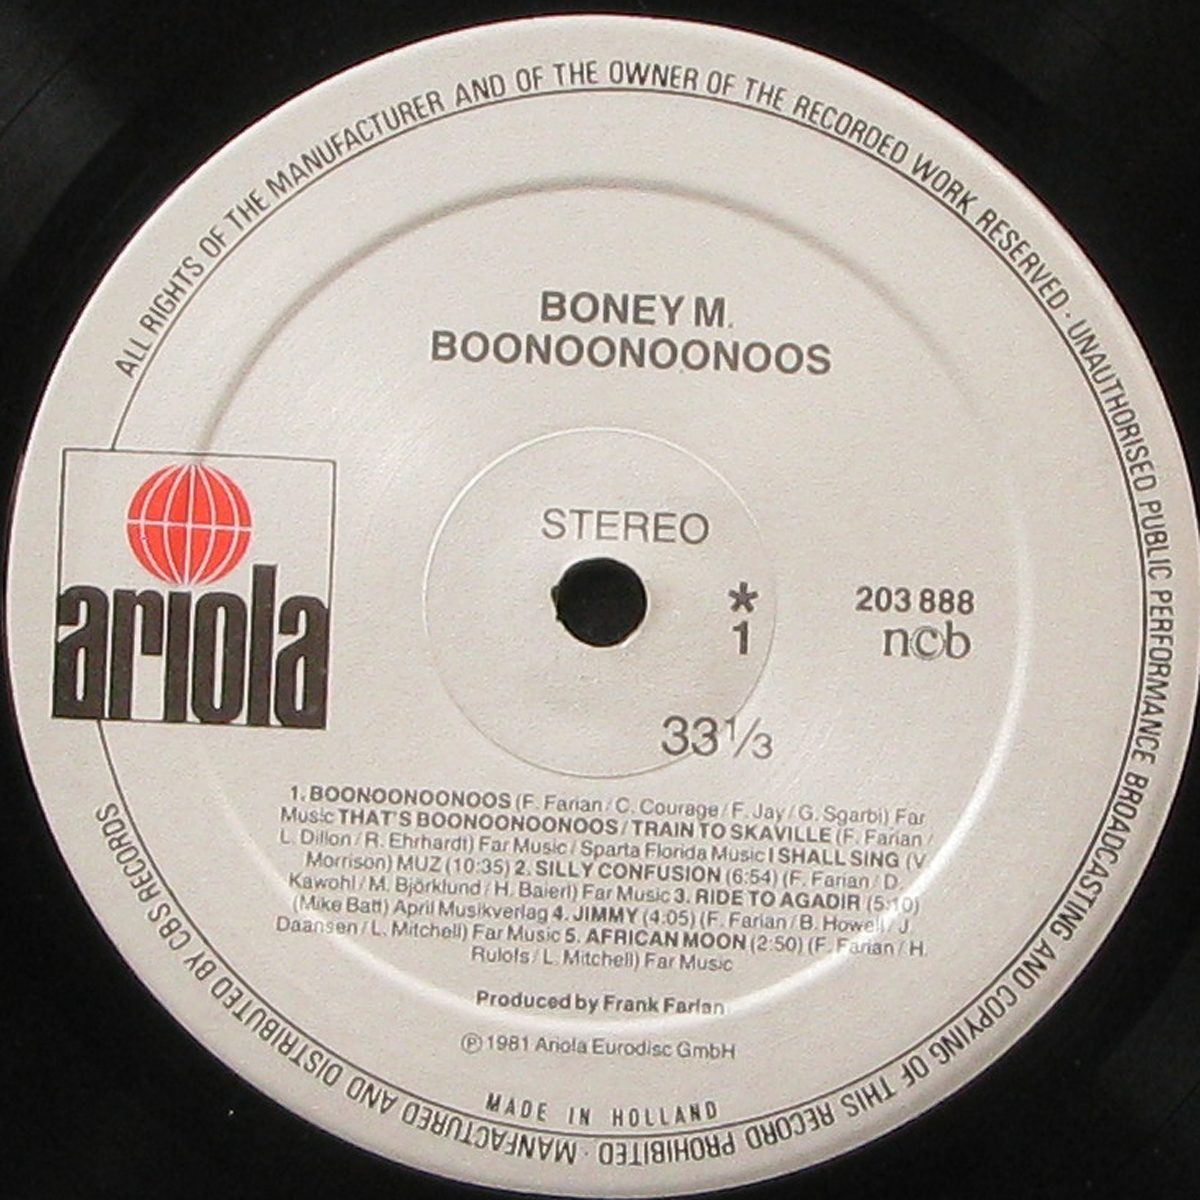 ALL RIGHTS OF THE MANUFACTURER AND OF THE OWNER OF THE RECORDED WORK RESERVED · UNAUTHORISED PUBLIC PERFORMANCE BROADCASTING AND COPYING OF THIS RECORD PROHIBITED · MANUFACTURED AND DISTRIBUTED BY CBS RECORDS
BONEY M.
BOONOONOONOOS
ariola
STEREO
*
1
203 888
ncb
33 1/3
1. BOONOONOONOOS (F. Farian / C. Courage / F. Jay / G. Sgarbi) Far
Music THAT'S BOONOONOONOOS / TRAIN TO SKAVILLE (F. Farian /
L. Dillon / R. Ehrhardt) Far Music / Sparta Florida Music I SHALL SING (V.
Morrison) MUZ (10:35) 2. SILLY CONFUSION (6:54) (F. Farian / D.
Kawohl / M. Björklund / H. Baierl) Far Music 3. RIDE TO AGADIR (5:10)
(Mike Batt) April Musikverlag 4. JIMMY (4:05) (F. Farian / B. Howell / J.
Daansen / L. Mitchell) Far Music 5. AFRICAN MOON (2:50) (F. Farian / H.
Rulofs / L. Mitchell) Far Music
Produced by Frank Farian
Ⓟ 1981 Ariola Eurodisc GmbH
MADE IN HOLLAND